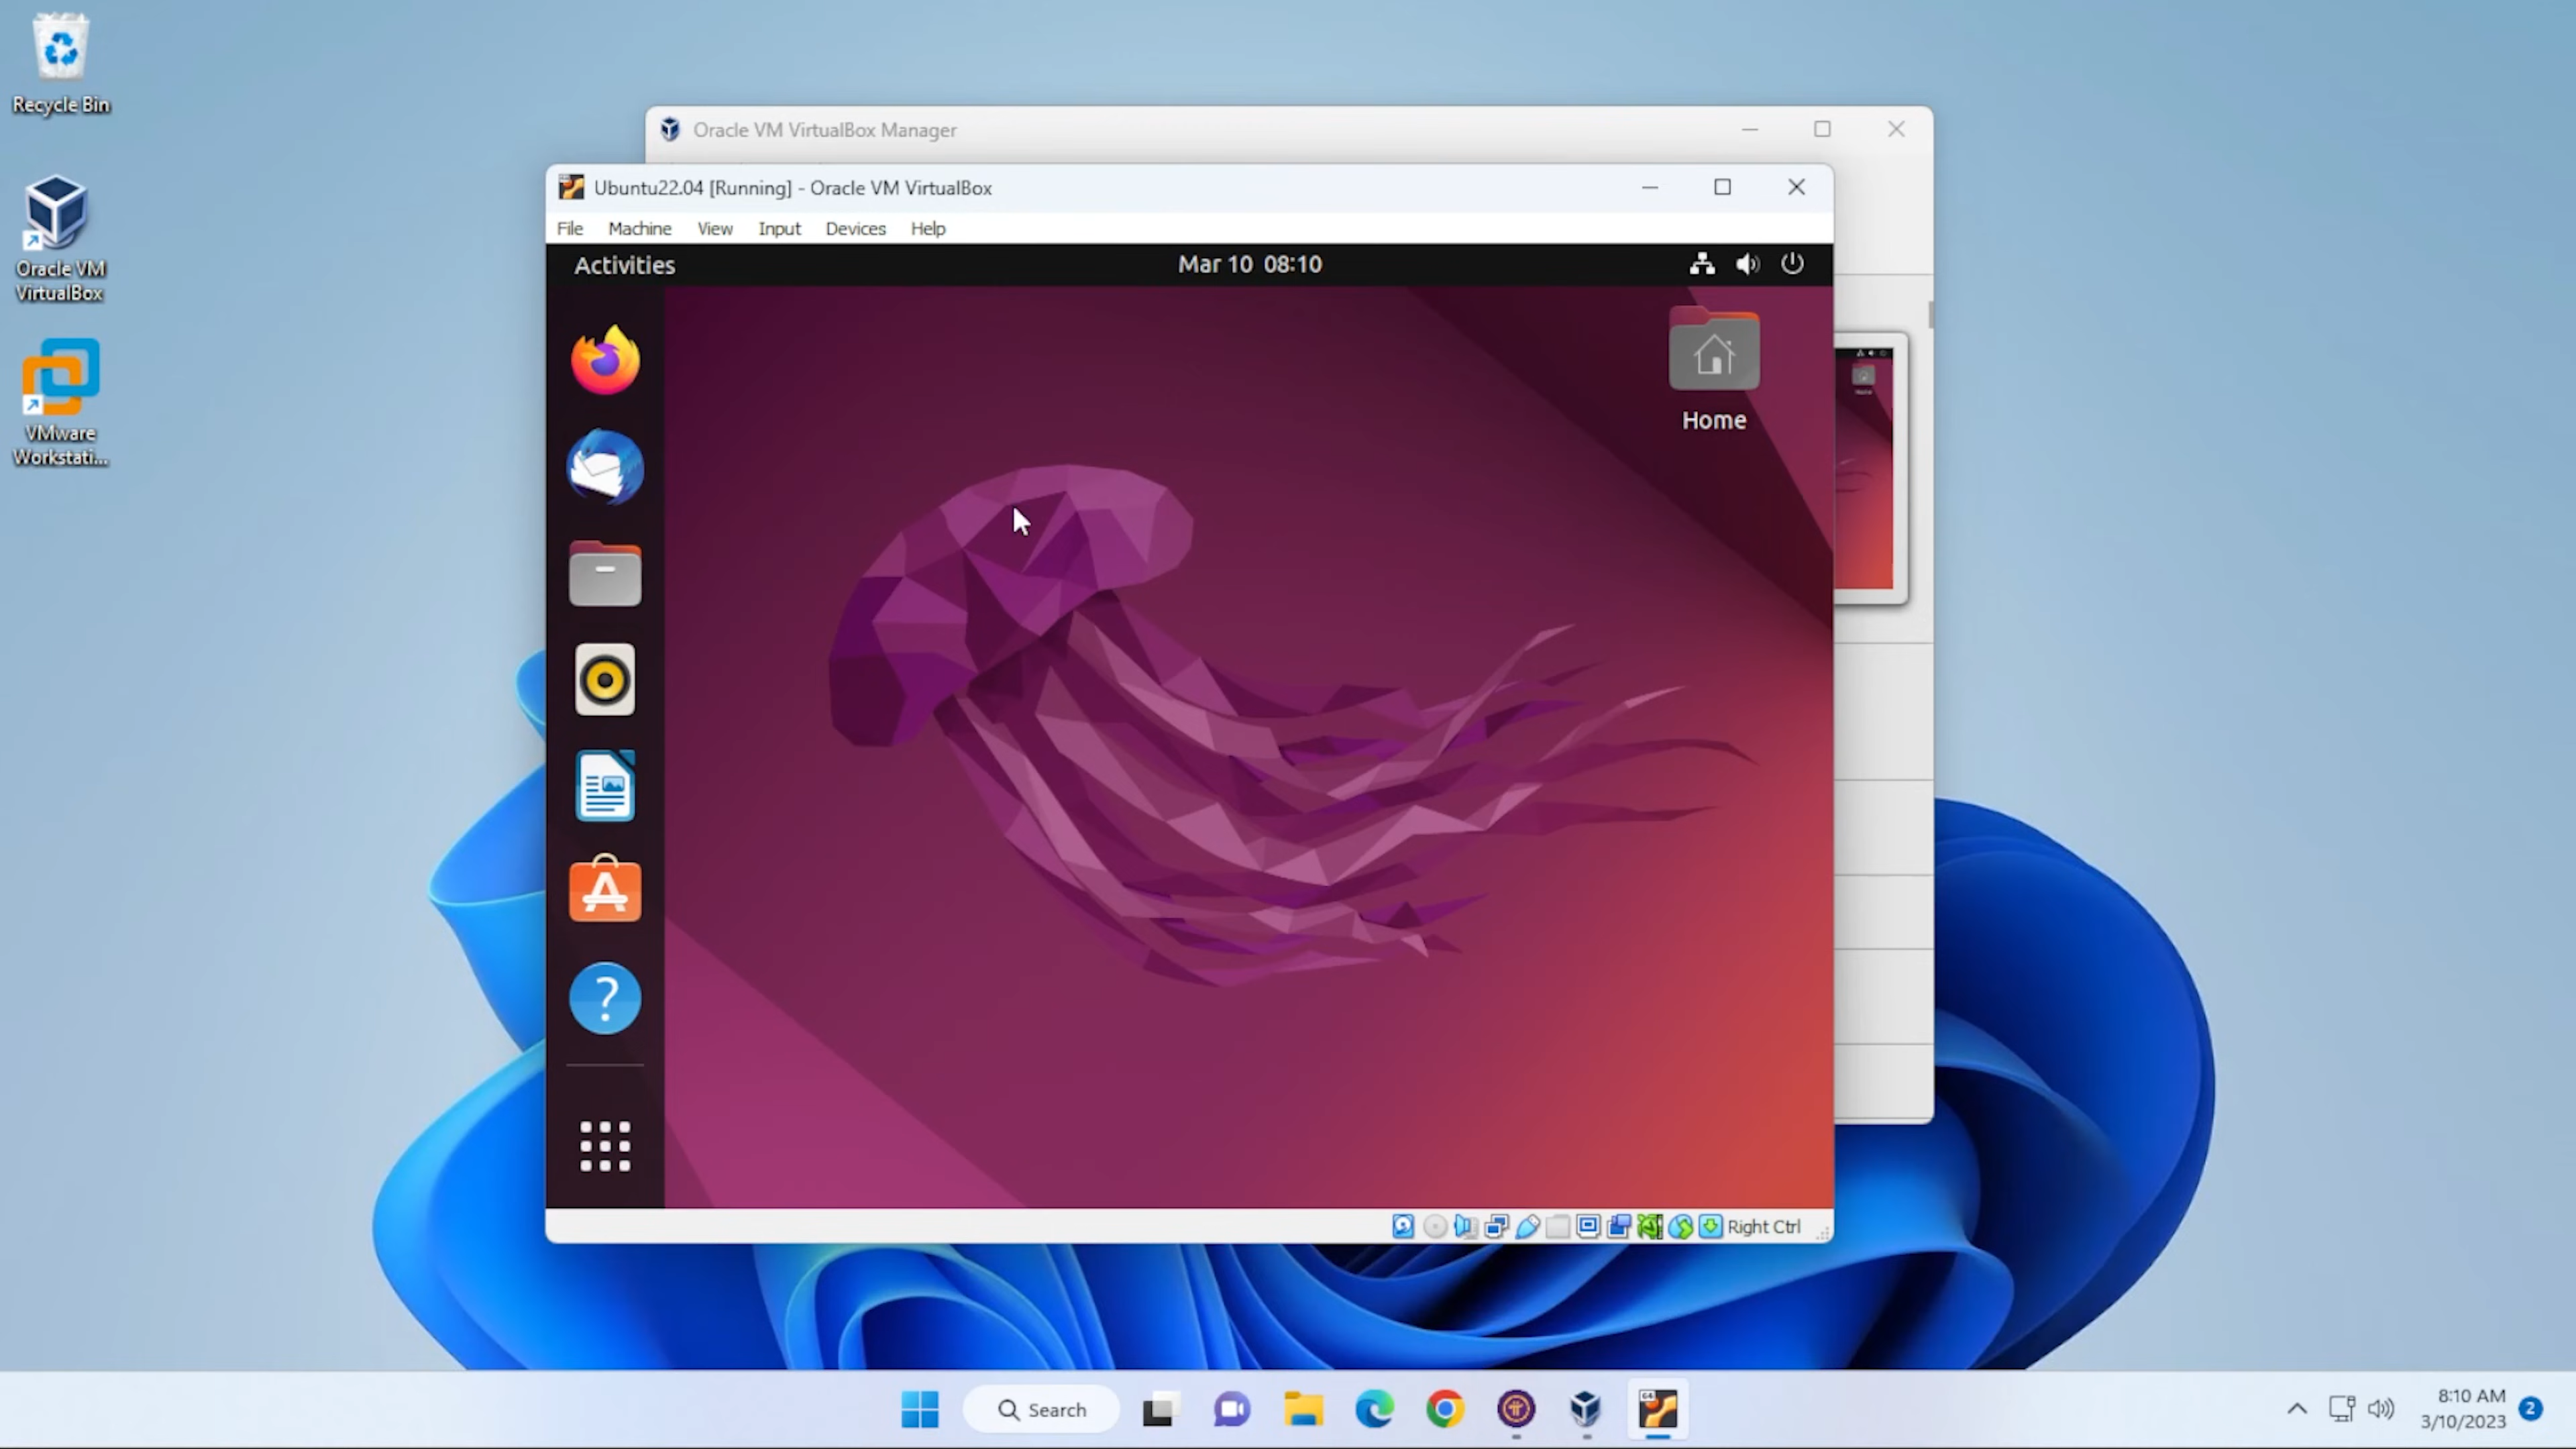 Recycle Bin
Oracle VM
VirtualBox
VMware
Workstati...
Oracle VM VirtualBox Manager
Ubuntu22.04 [Running] - Oracle VM VirtualBox
File Machine View Input Devices Help
Activities
Mar 10 08:10
Home
Right Ctrl
Search
8:10 AM
3/10/2023
2